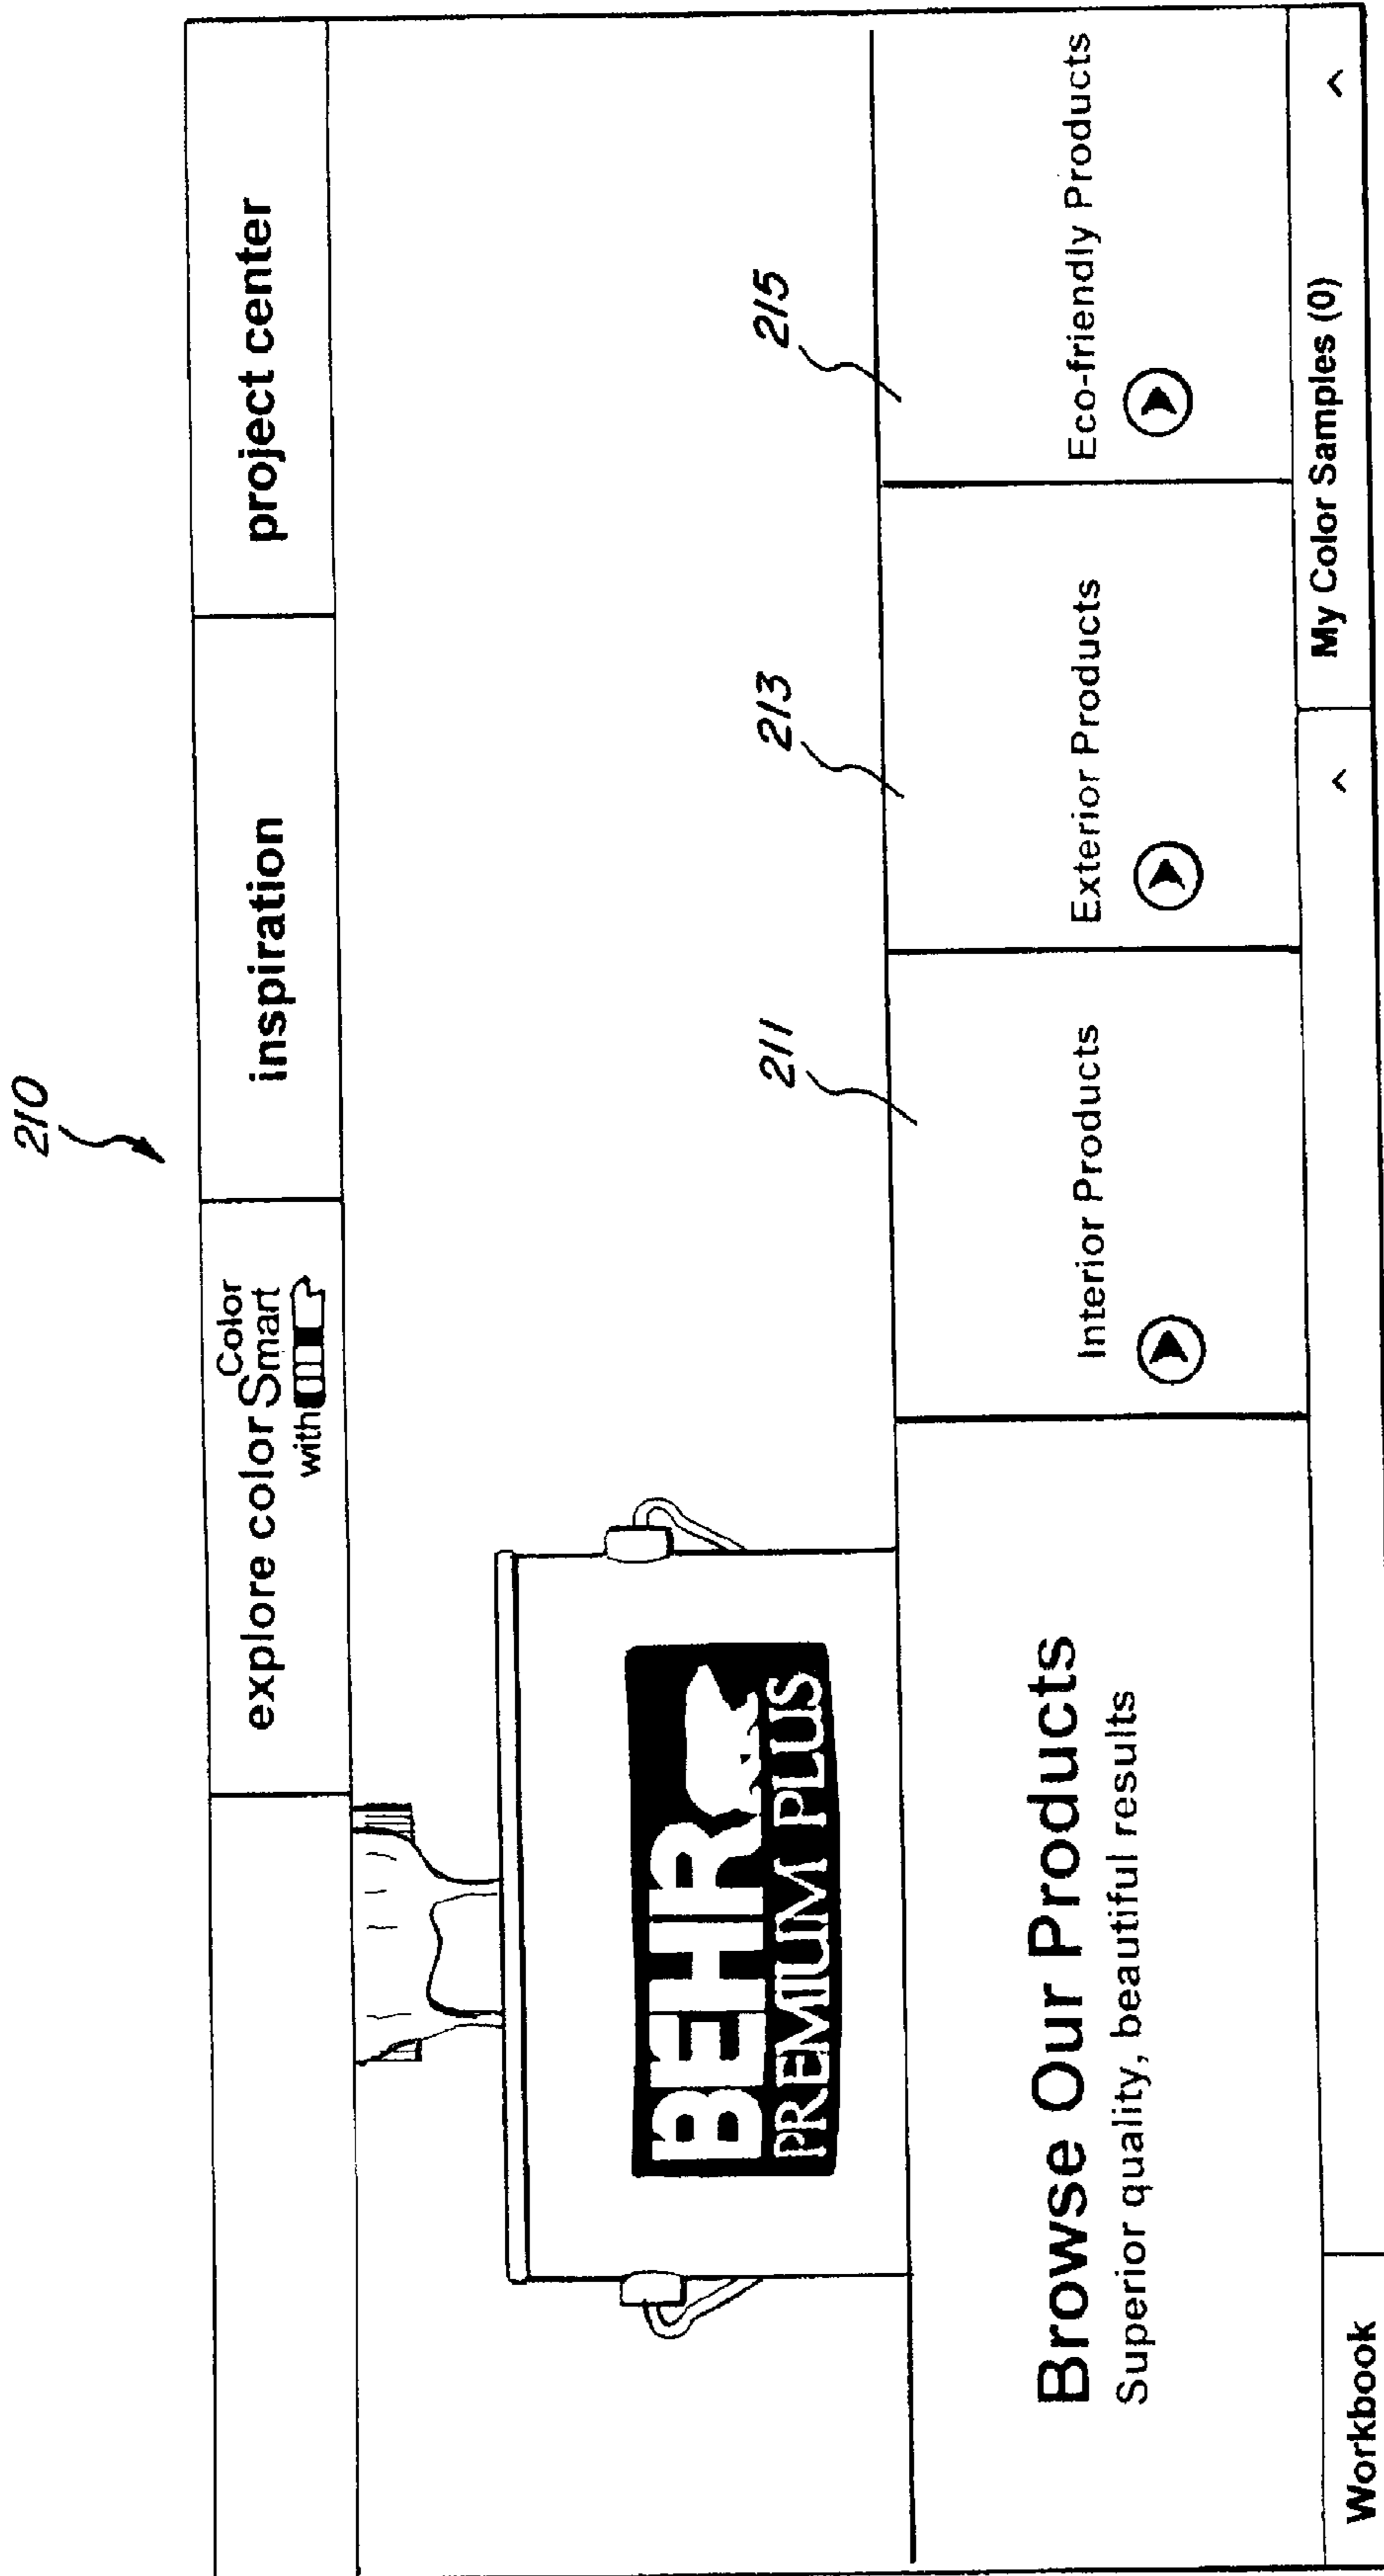 210
explore color
Color
Smart
with
inspiration
project center
BEHR
PREMIUM PLUS
211
213
215
Browse Our Products
Superior quality, beautiful results
Interior Products
Exterior Products
Eco-friendly Products
Workbook
My Color Samples (0)